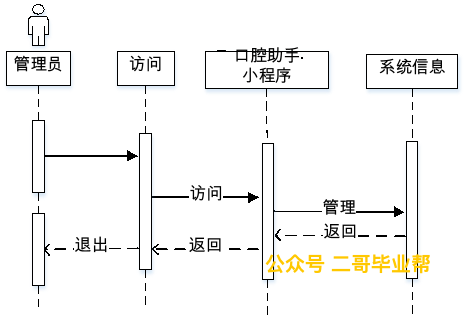 管理员
访问
口腔助手.
小程序
系统信息
访问
管理
返回
返回
退出
公众号 二哥毕业帮